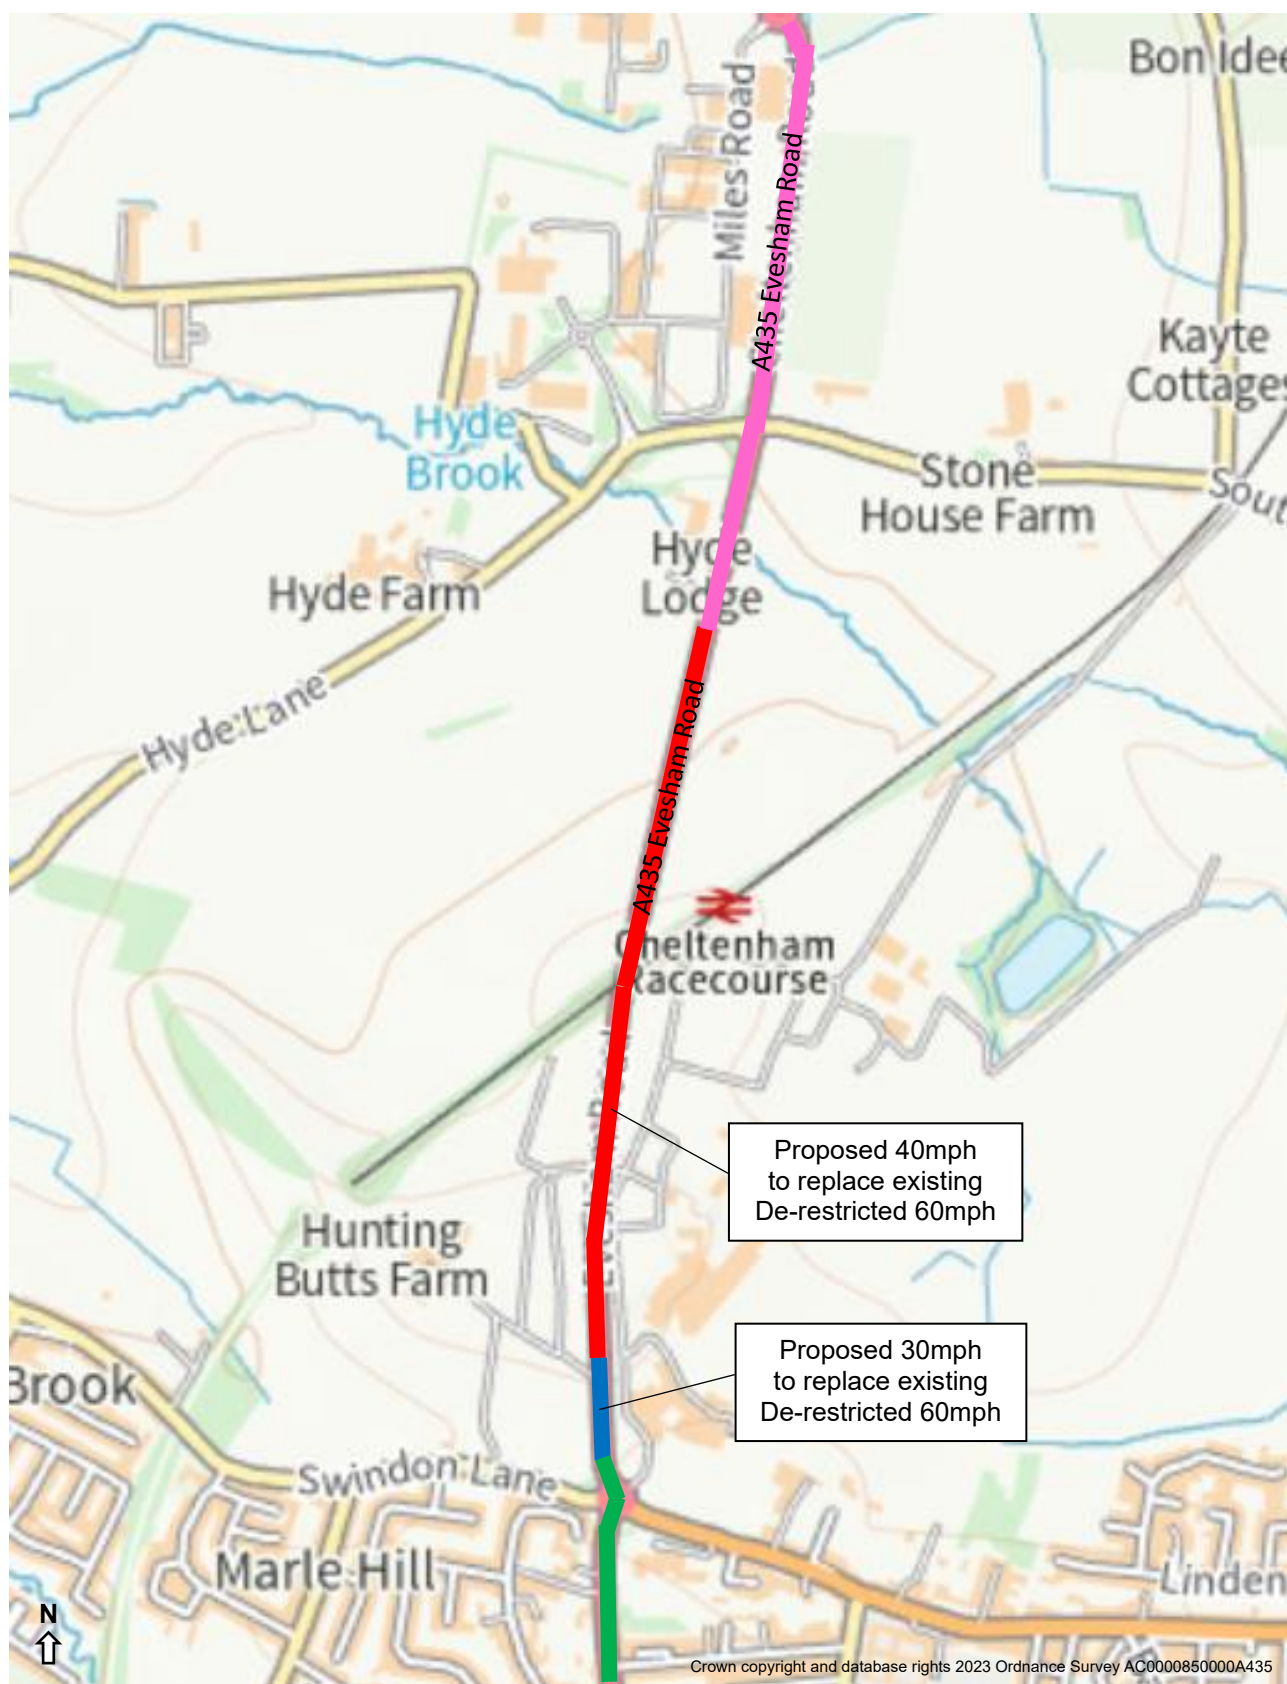 Bon Idee
Miles Road
A435 Evesham Road
Kayte
Cottages
Hyde
Brook
Stone
House Farm
Sout
Hyde
Lodge
Hyde Farm
Hyde Lane
A435 Evesham Road
Cheltenham
Racecourse
Proposed 40mph
to replace existing
De-restricted 60mph
Hunting
Butts Farm
Proposed 30mph
to replace existing
De-restricted 60mph
Brook
Swindon Lane
Marle Hill
Linden
N
Crown copyright and database rights 2023 Ordnance Survey AC0000850000A435